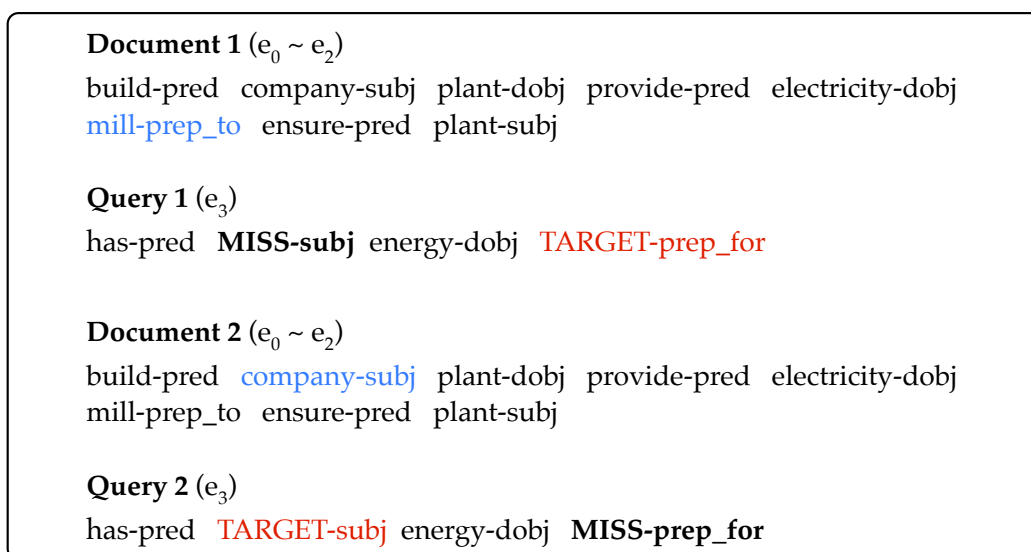 Document 1 (e₀ ~ e₂)
build-pred company-subj plant-dobj provide-pred electricity-dobj
mill-prep_to ensure-pred plant-subj
Query 1 (e₃)
has-pred MISS-subj energy-dobj TARGET-prep_for
Document 2 (e₀ ~ e₂)
build-pred company-subj plant-dobj provide-pred electricity-dobj
mill-prep_to ensure-pred plant-subj
Query 2 (e₃)
has-pred TARGET-subj energy-dobj MISS-prep_for